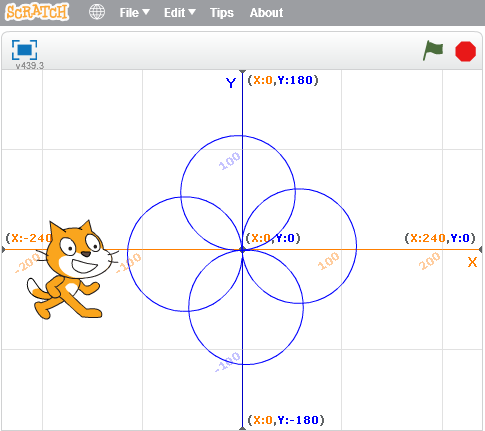 SCRATCH File Edit Tips About
v439.3
Y (X:0,Y:180)
100
(X:-240 (X:0,Y:0) (X:240,Y:0)
-200 -100 100 200 X
-100
(X:0,Y:-180)